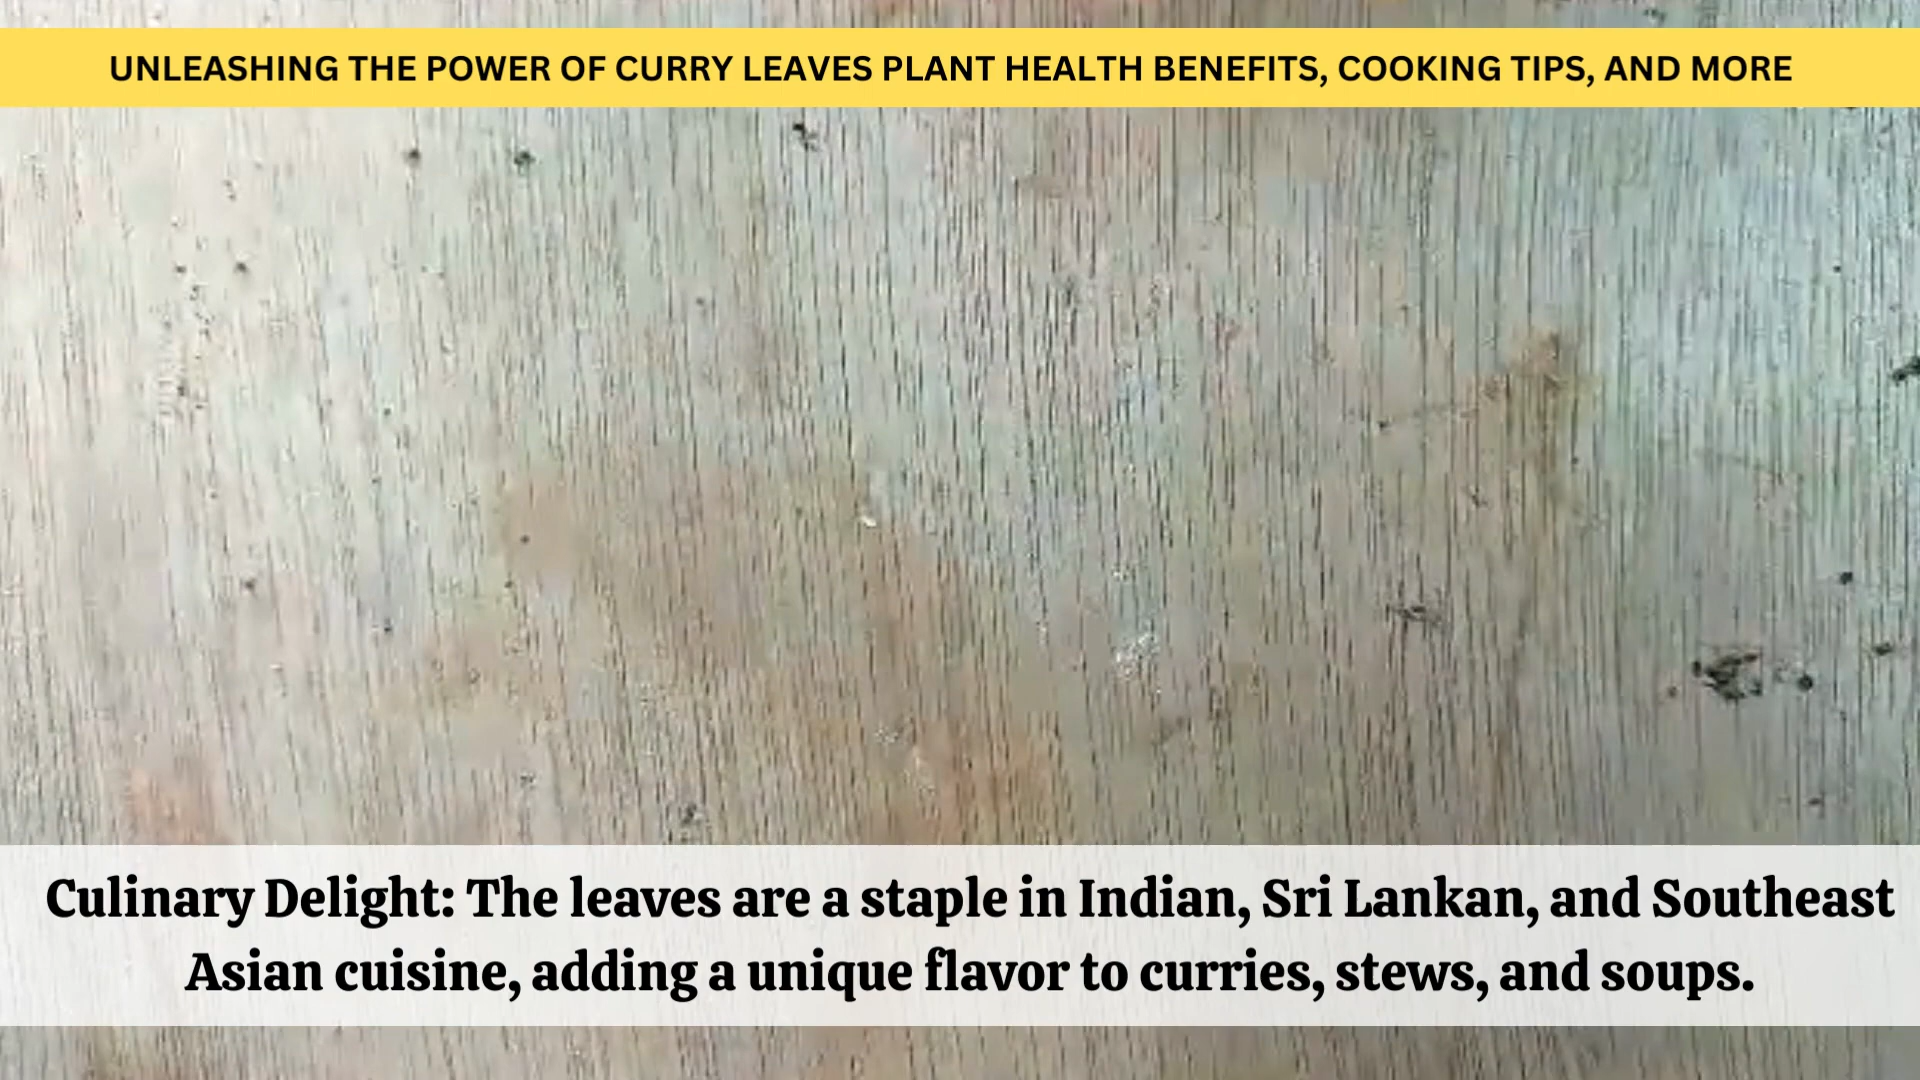 UNLEASHING THE POWER OF CURRY LEAVES PLANT HEALTH BENEFITS, COOKING TIPS, AND MORE
Culinary Delight: The leaves are a staple in Indian, Sri Lankan, and Southeast
Asian cuisine, adding a unique flavor to curries, stews, and soups.